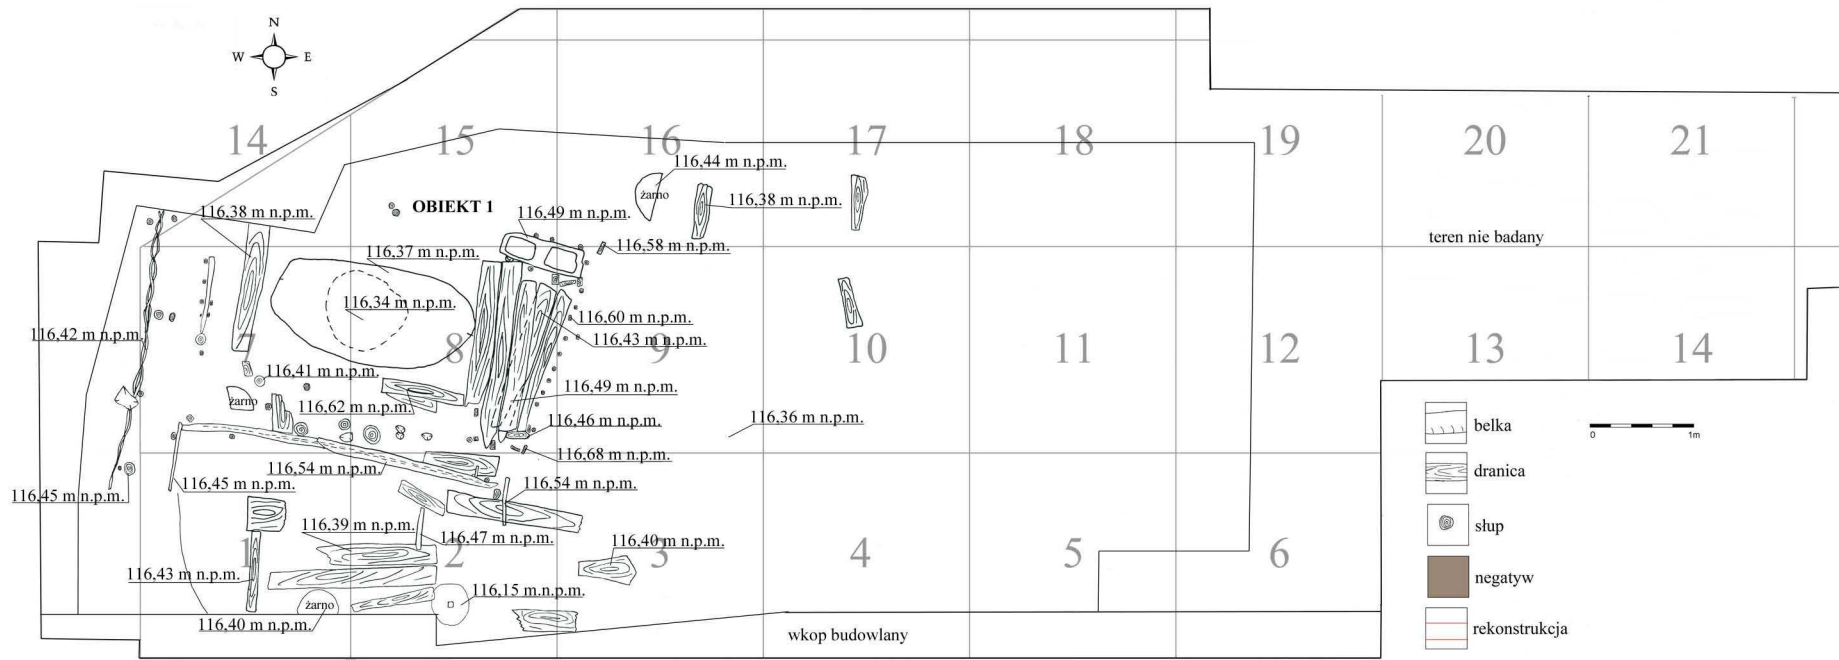 N
W E
S
14 15 16 17 18 19 20 21
116,44 m n.p.m.
żarno
116,38 m n.p.m.
116,38 m n.p.m.
OBIEKT 1
116,49 m n.p.m.
116,58 m n.p.m.
teren nie badany
116,37 m n.p.m.
116,34 m n.p.m.
116,60 m n.p.m.
116,42 m n.p.m.
116,43 m n.p.m.
7 8 9 10 11 12 13 14
116,41 m n.p.m.
116,49 m n.p.m.
żarno
116,62 m n.p.m.
116,46 m n.p.m.
116,36 m n.p.m.
belka
0 1m
116,68 m n.p.m.
116,54 m n.p.m.
dranica
116,45 m n.p.m.
116,45 m n.p.m.
116,54 m n.p.m.
116,39 m n.p.m.
116,47 m n.p.m.
116,40 m n.p.m.
słup
1 2 3 4 5 6
116,43 m n.p.m.
116,15 m.n.p.m.
negatyw
żarno
116,40 m n.p.m.
wkop budowlany
rekonstrukcja